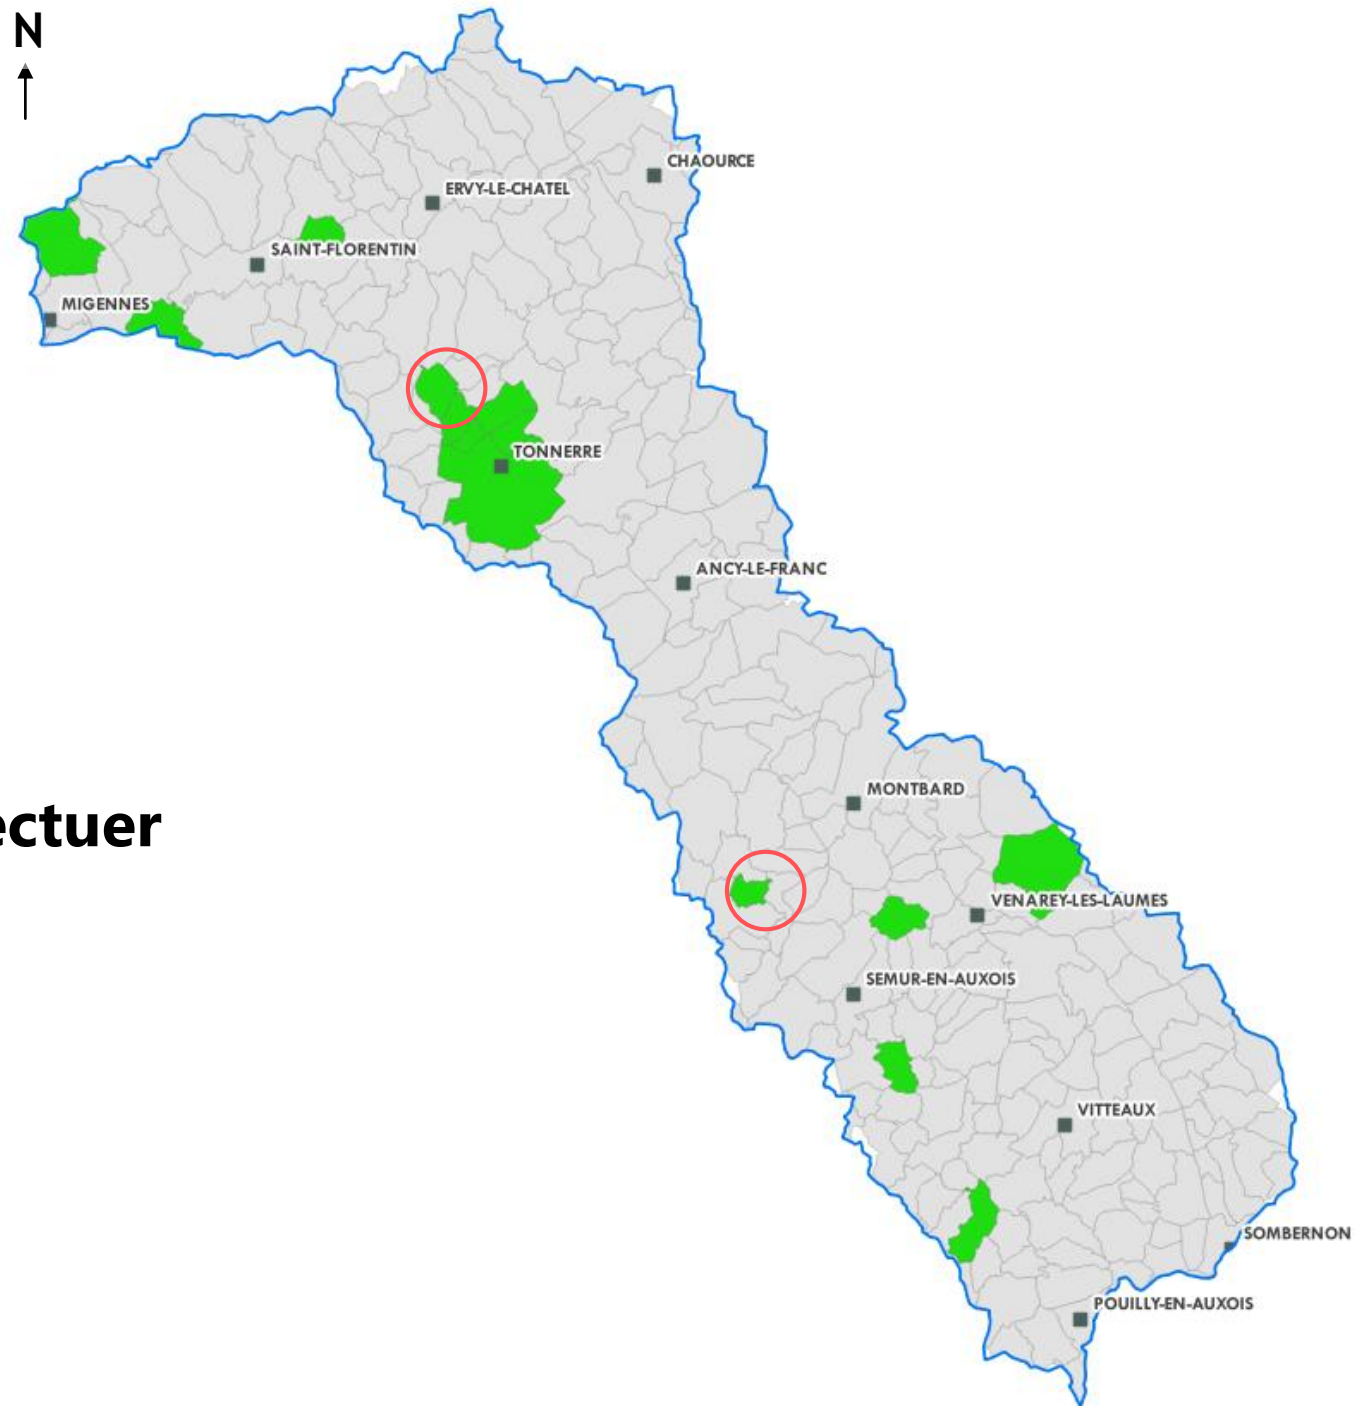 N
CHAOURCE
ERVY-LE-CHATEL
SAINT-FLORENTIN
MIGENNES
TONNERRE
ANCY-LE-FRANC
MONTBARD
ectuer
VENAREY-LES-LAUMES
SEMUR-EN-AUXOIS
VITTEAUX
SOMBERNON
POUILLY-EN-AUXOIS